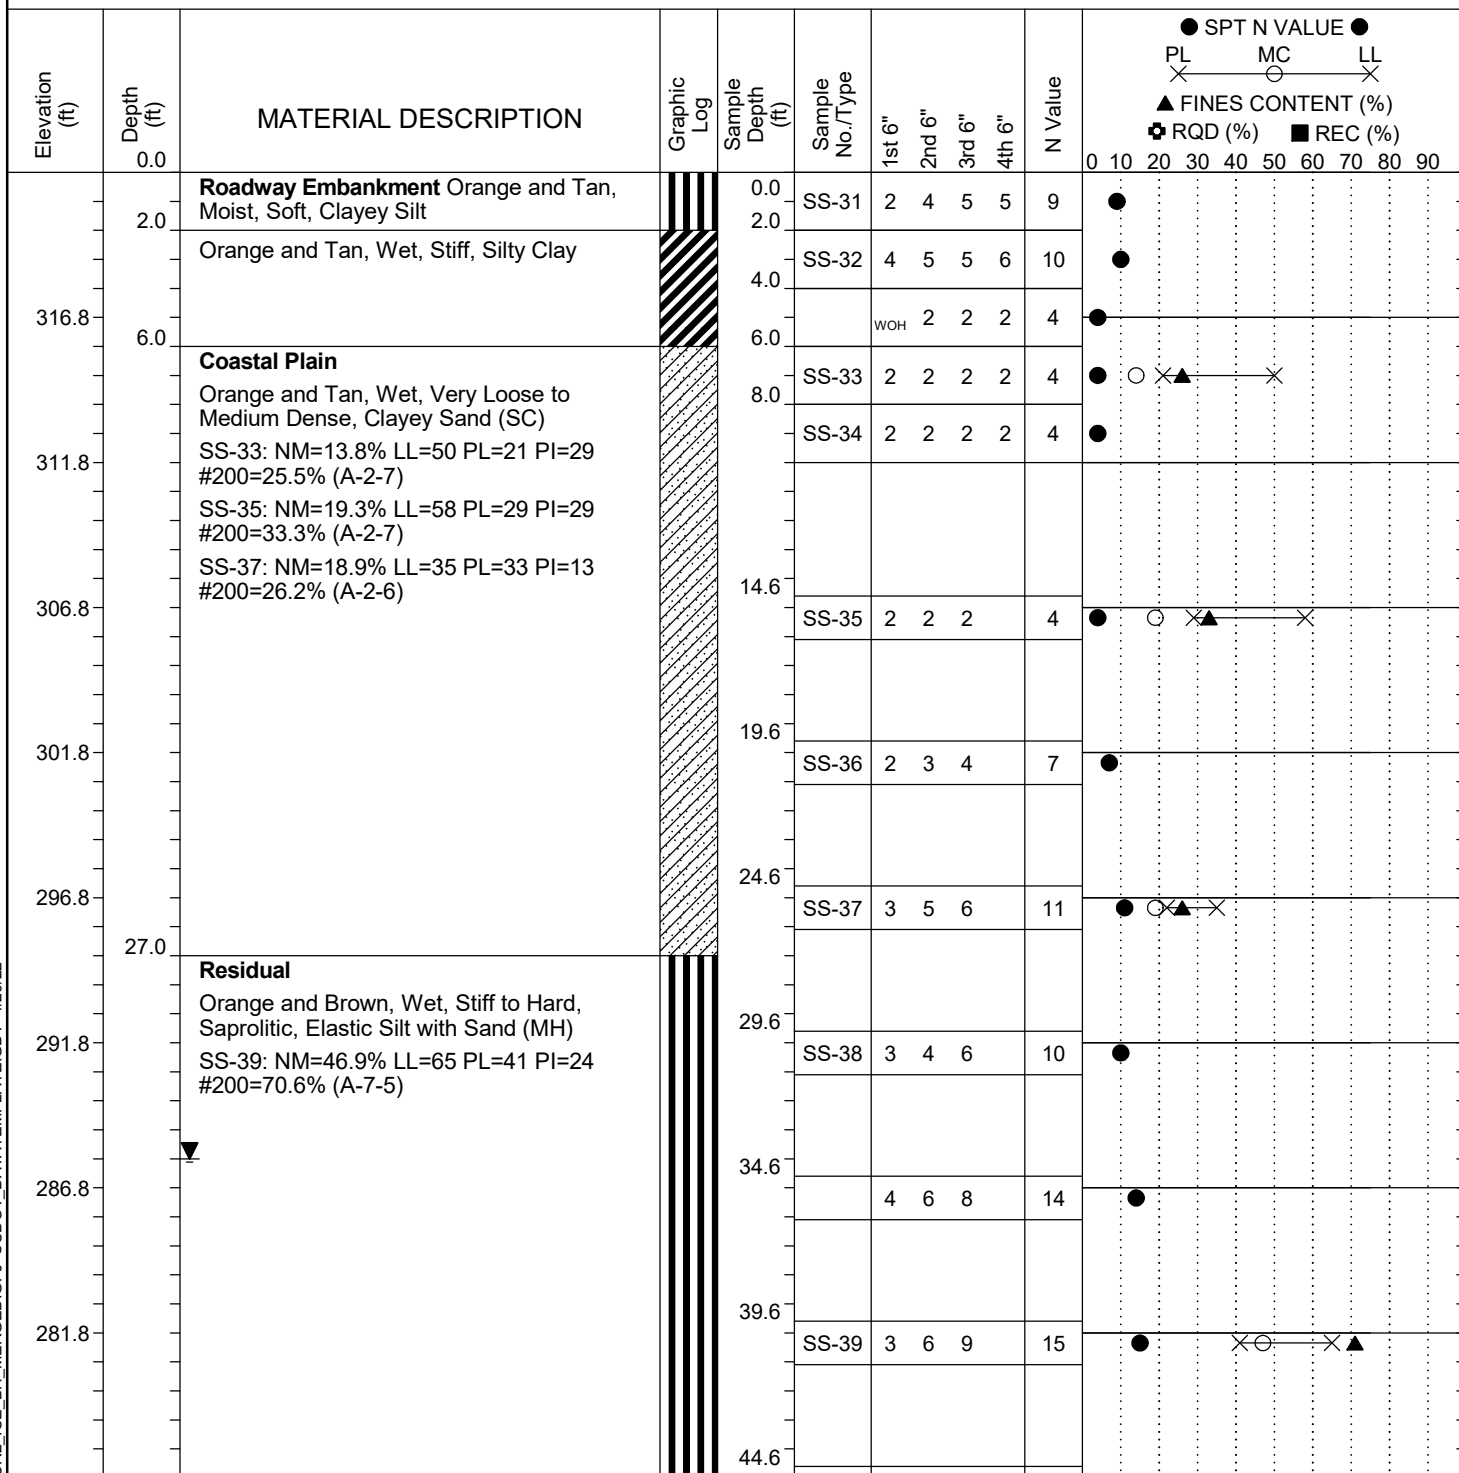 ● SPT N VALUE ●
PL MC LL
▲ FINES CONTENT (%)
RQD (%) ■ REC (%)
0 10 20 30 40 50 60 70 80 90
Elevation (ft)
Depth (ft)
0.0
MATERIAL DESCRIPTION
Graphic Log
Sample Depth (ft)
Sample No./Type
1st 6"
2nd 6"
3rd 6"
4th 6"
N Value
Roadway Embankment Orange and Tan,
Moist, Soft, Clayey Silt
0.0
SS-31 2 4 5 5 9
2.0
2.0
Orange and Tan, Wet, Stiff, Silty Clay
SS-32 4 5 5 6 10
4.0
316.8
WOH 2 2 2 4
6.0
6.0
Coastal Plain
SS-33 2 2 2 2 4
Orange and Tan, Wet, Very Loose to
8.0
Medium Dense, Clayey Sand (SC)
SS-34 2 2 2 2 4
SS-33: NM=13.8% LL=50 PL=21 PI=29
311.8
#200=25.5% (A-2-7)
SS-35: NM=19.3% LL=58 PL=29 PI=29
#200=33.3% (A-2-7)
SS-37: NM=18.9% LL=35 PL=33 PI=13
14.6
#200=26.2% (A-2-6)
306.8
SS-35 2 2 2 4
19.6
301.8
SS-36 2 3 4 7
24.6
296.8
SS-37 3 5 6 11
27.0
Residual
Orange and Brown, Wet, Stiff to Hard,
29.6
Saprolitic, Elastic Silt with Sand (MH)
291.8
SS-38 3 4 6 10
SS-39: NM=46.9% LL=65 PL=41 PI=24
#200=70.6% (A-7-5)
34.6
286.8
4 6 8 14
39.6
281.8
SS-39 3 6 9 15
44.6